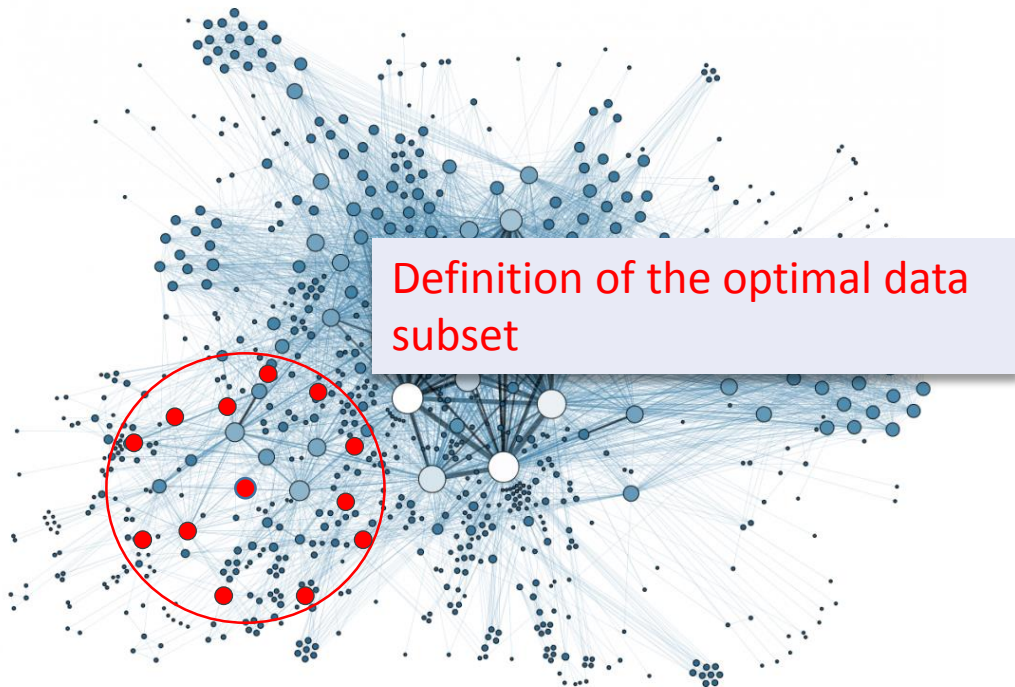 Definition of the optimal data
subset